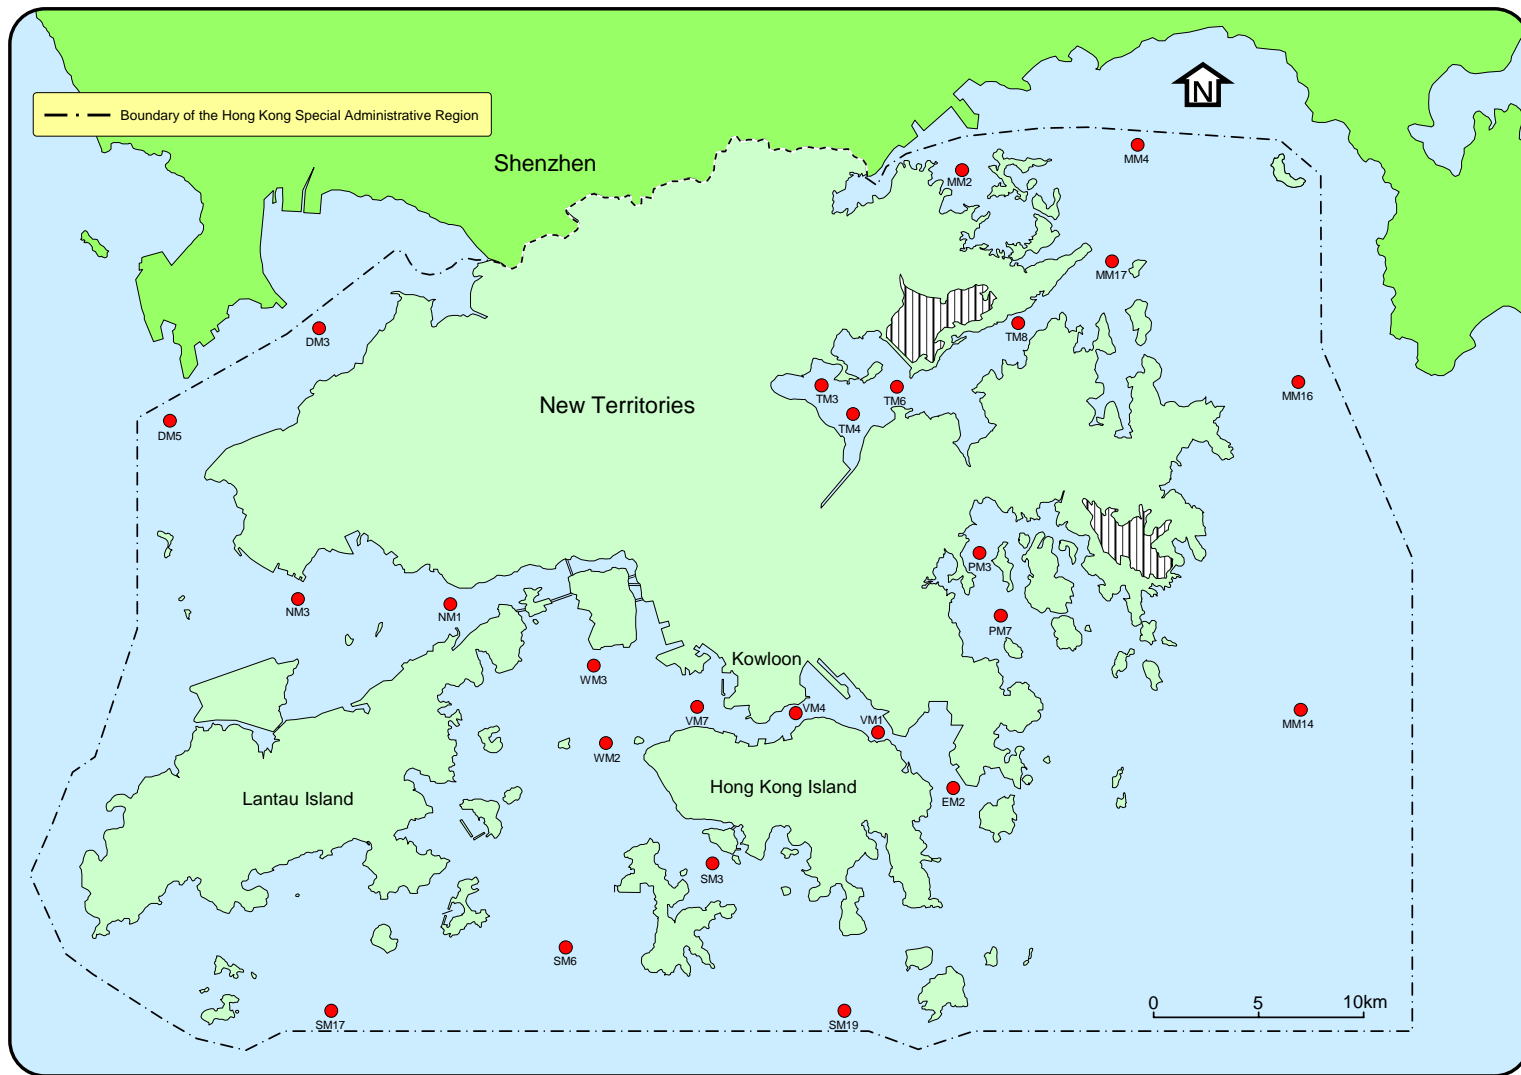 N
Boundary of the Hong Kong Special Administrative Region
Shenzhen
MM4
MM2
MM17
DM3
TM8
TM3
TM6
MM16
New Territories
TM4
DM5
PM3
NM3
NM1
PM7
Kowloon
WM3
VM7
VM4
VM1
MM14
WM2
Lantau Island
Hong Kong Island
EM2
SM3
SM6
0 5 10km
SM17
SM19